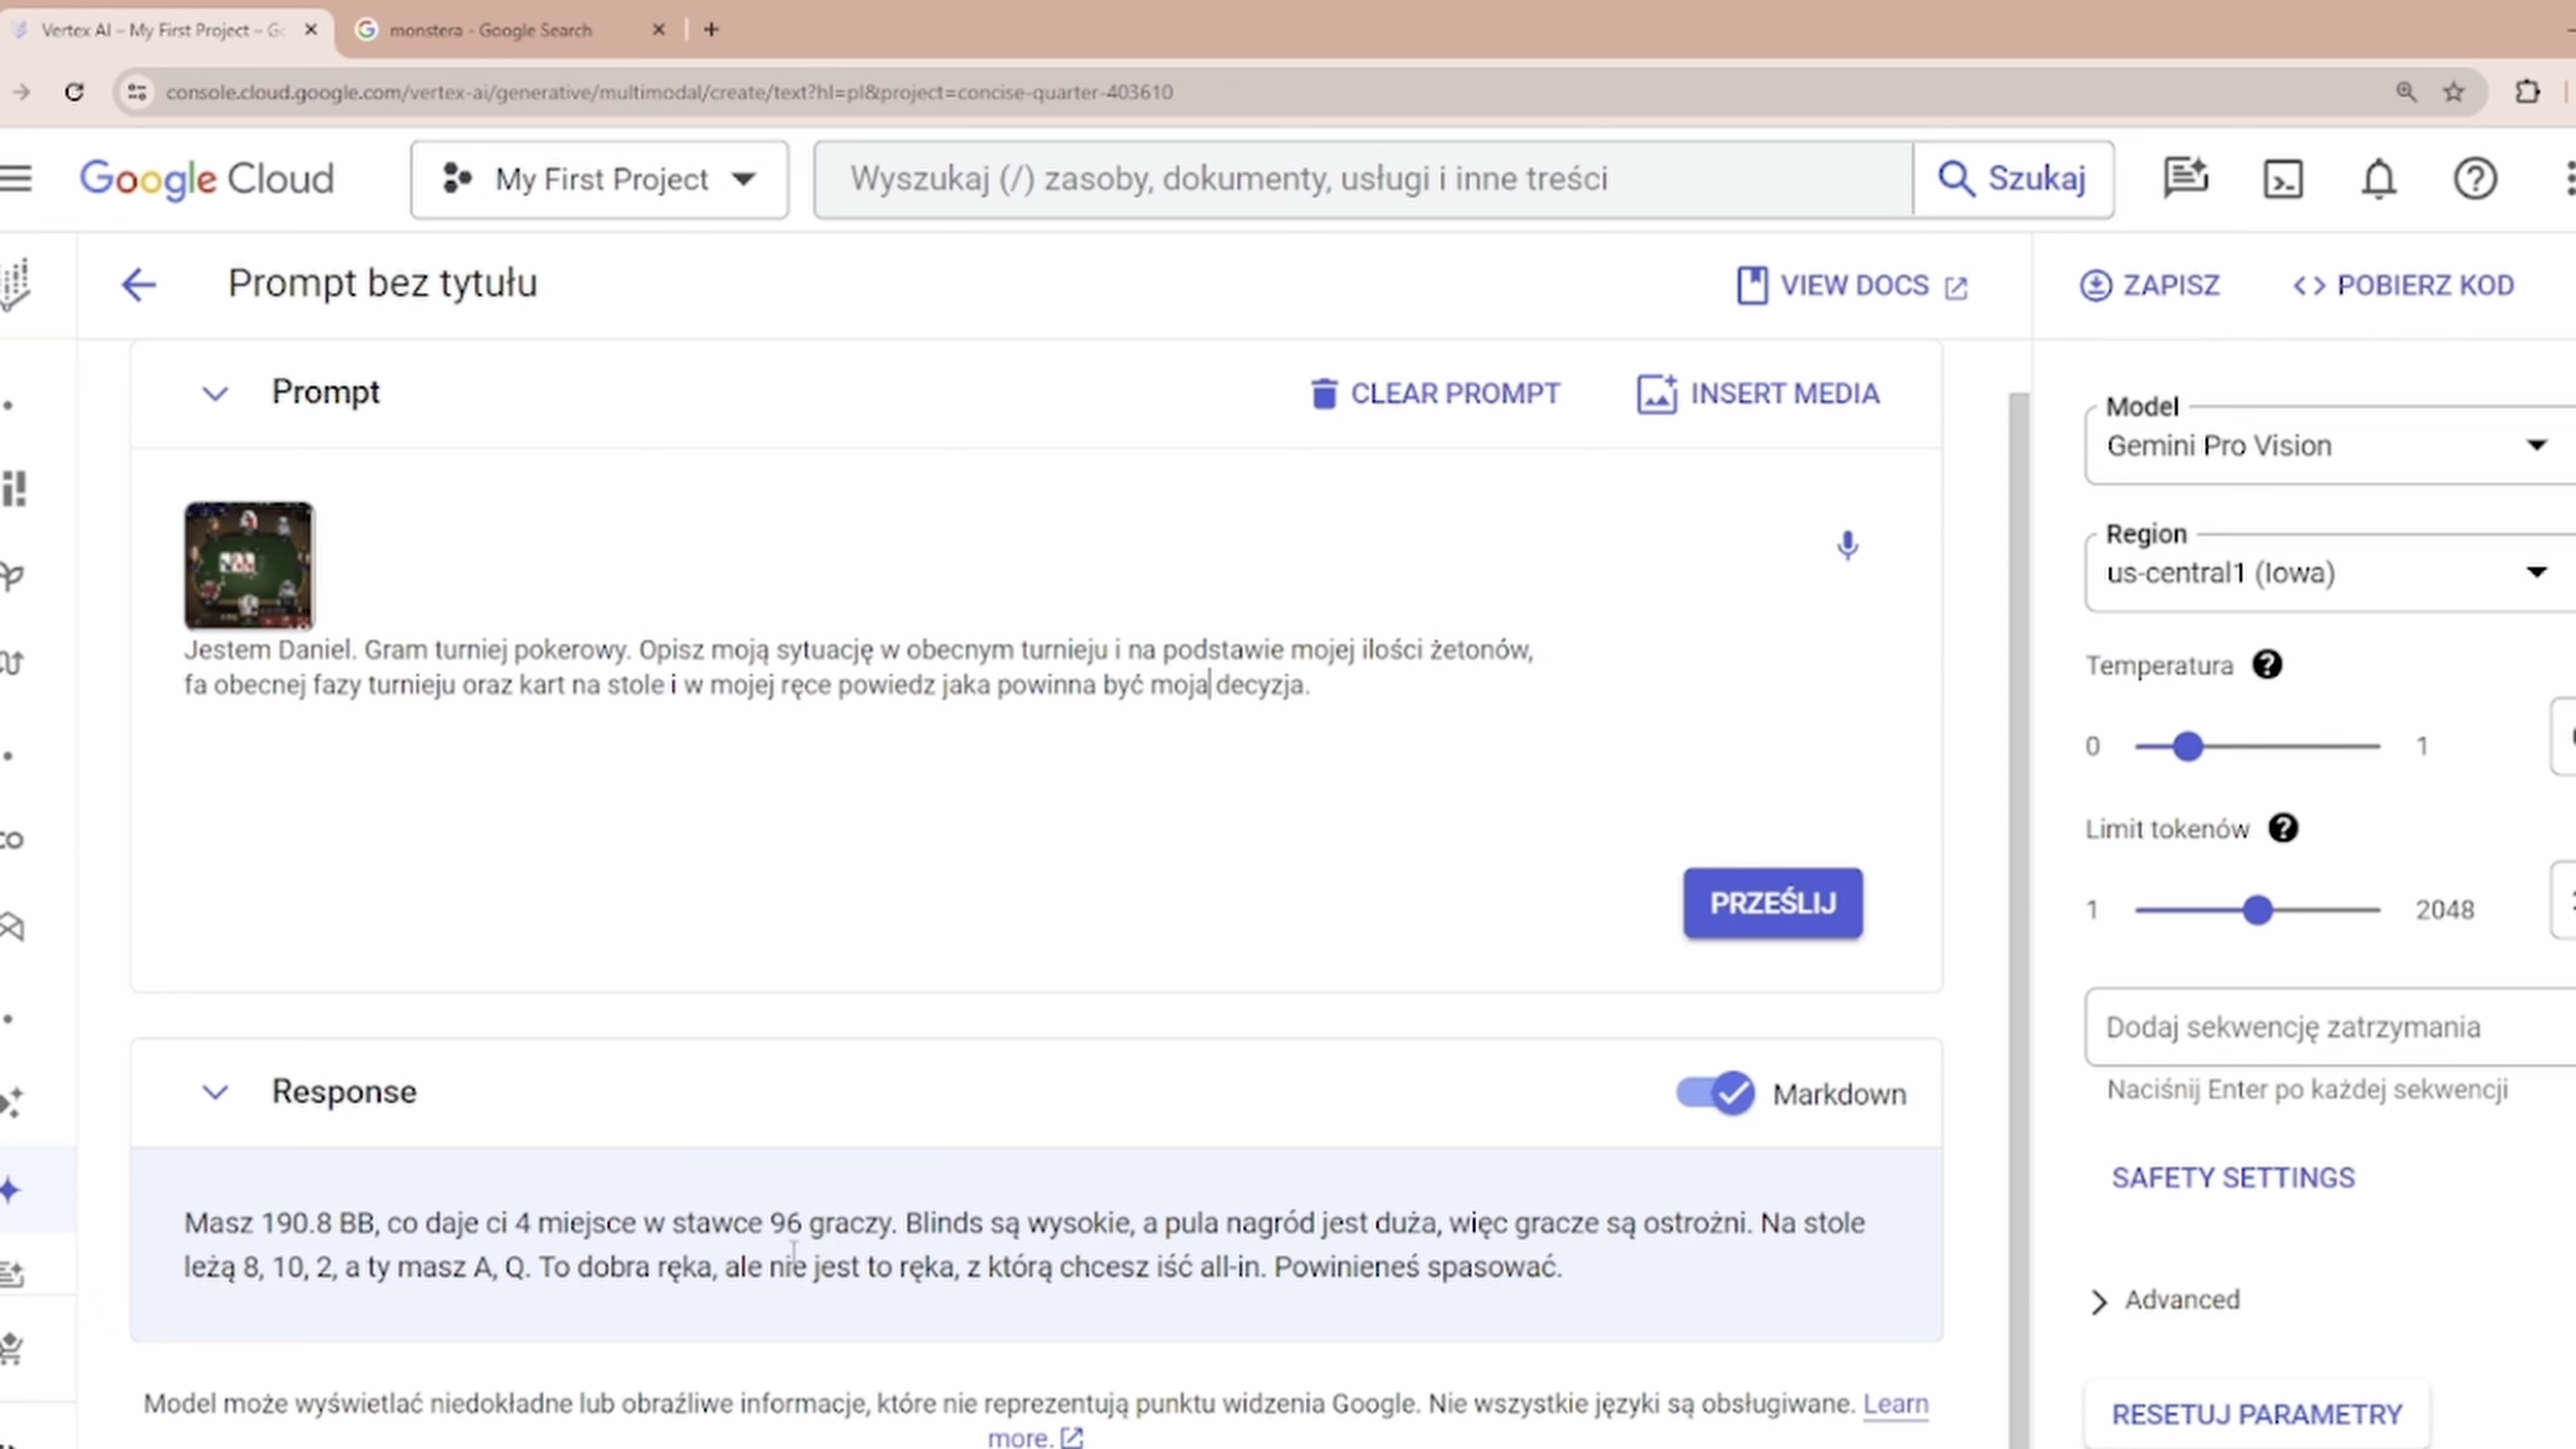 Vertex AI – My First Project – Go
monstera - Google Search
console.cloud.google.com/vertex-ai/generative/multimodal/create/text?hl=pl&project=concise-quarter-403610
Google Cloud
My First Project
Wyszukaj (/) zasoby, dokumenty, usługi i inne treści
Szukaj
Prompt bez tytułu
VIEW DOCS
ZAPISZ
POBIERZ KOD
Prompt
CLEAR PROMPT
INSERT MEDIA
Jestem Daniel. Gram turniej pokerowy. Opisz moją sytuację w obecnym turnieju i na podstawie mojej ilości żetonów,
fa obecnej fazy turnieju oraz kart na stole i w mojej ręce powiedz jaka powinna być moja decyzja.
PRZEŚLIJ
Response
Markdown
Masz 190.8 BB, co daje ci 4 miejsce w stawce 96 graczy. Blinds są wysokie, a pula nagród jest duża, więc gracze są ostrożni. Na stole
leżą 8, 10, 2, a ty masz A, Q. To dobra ręka, ale nie jest to ręka, z którą chcesz iść all-in. Powinieneś spasować.
Model może wyświetlać niedokładne lub obraźliwe informacje, które nie reprezentują punktu widzenia Google. Nie wszystkie języki są obsługiwane. Learn
more.
Model
Gemini Pro Vision
Region
us-central1 (Iowa)
Temperatura
0 1
Limit tokenów
1 2048
Dodaj sekwencję zatrzymania
Naciśnij Enter po każdej sekwencji
SAFETY SETTINGS
Advanced
RESETUJ PARAMETRY